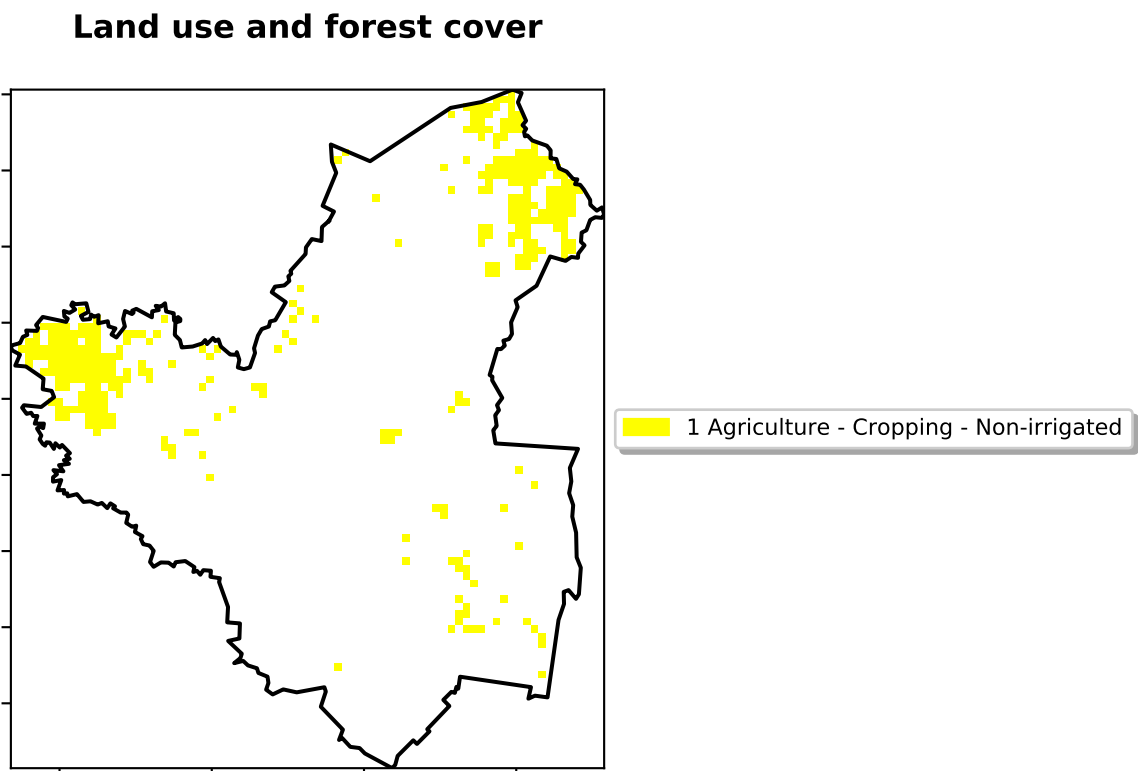 Land use and forest cover
1 Agriculture - Cropping - Non-irrigated